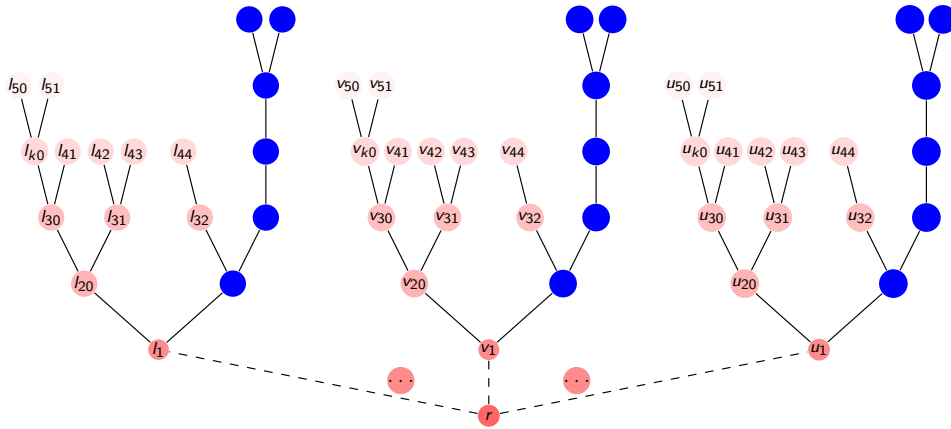 l50 l51 v50 v51 u50 u51
lk0 l41 l42 l43 l44 vk0 v41 v42 v43 v44 uk0 u41 u42 u43 u44
l30 l31 l32 v30 v31 v32 u30 u31 u32
l20 v20 u20
l1 v1 u1
... ...
r